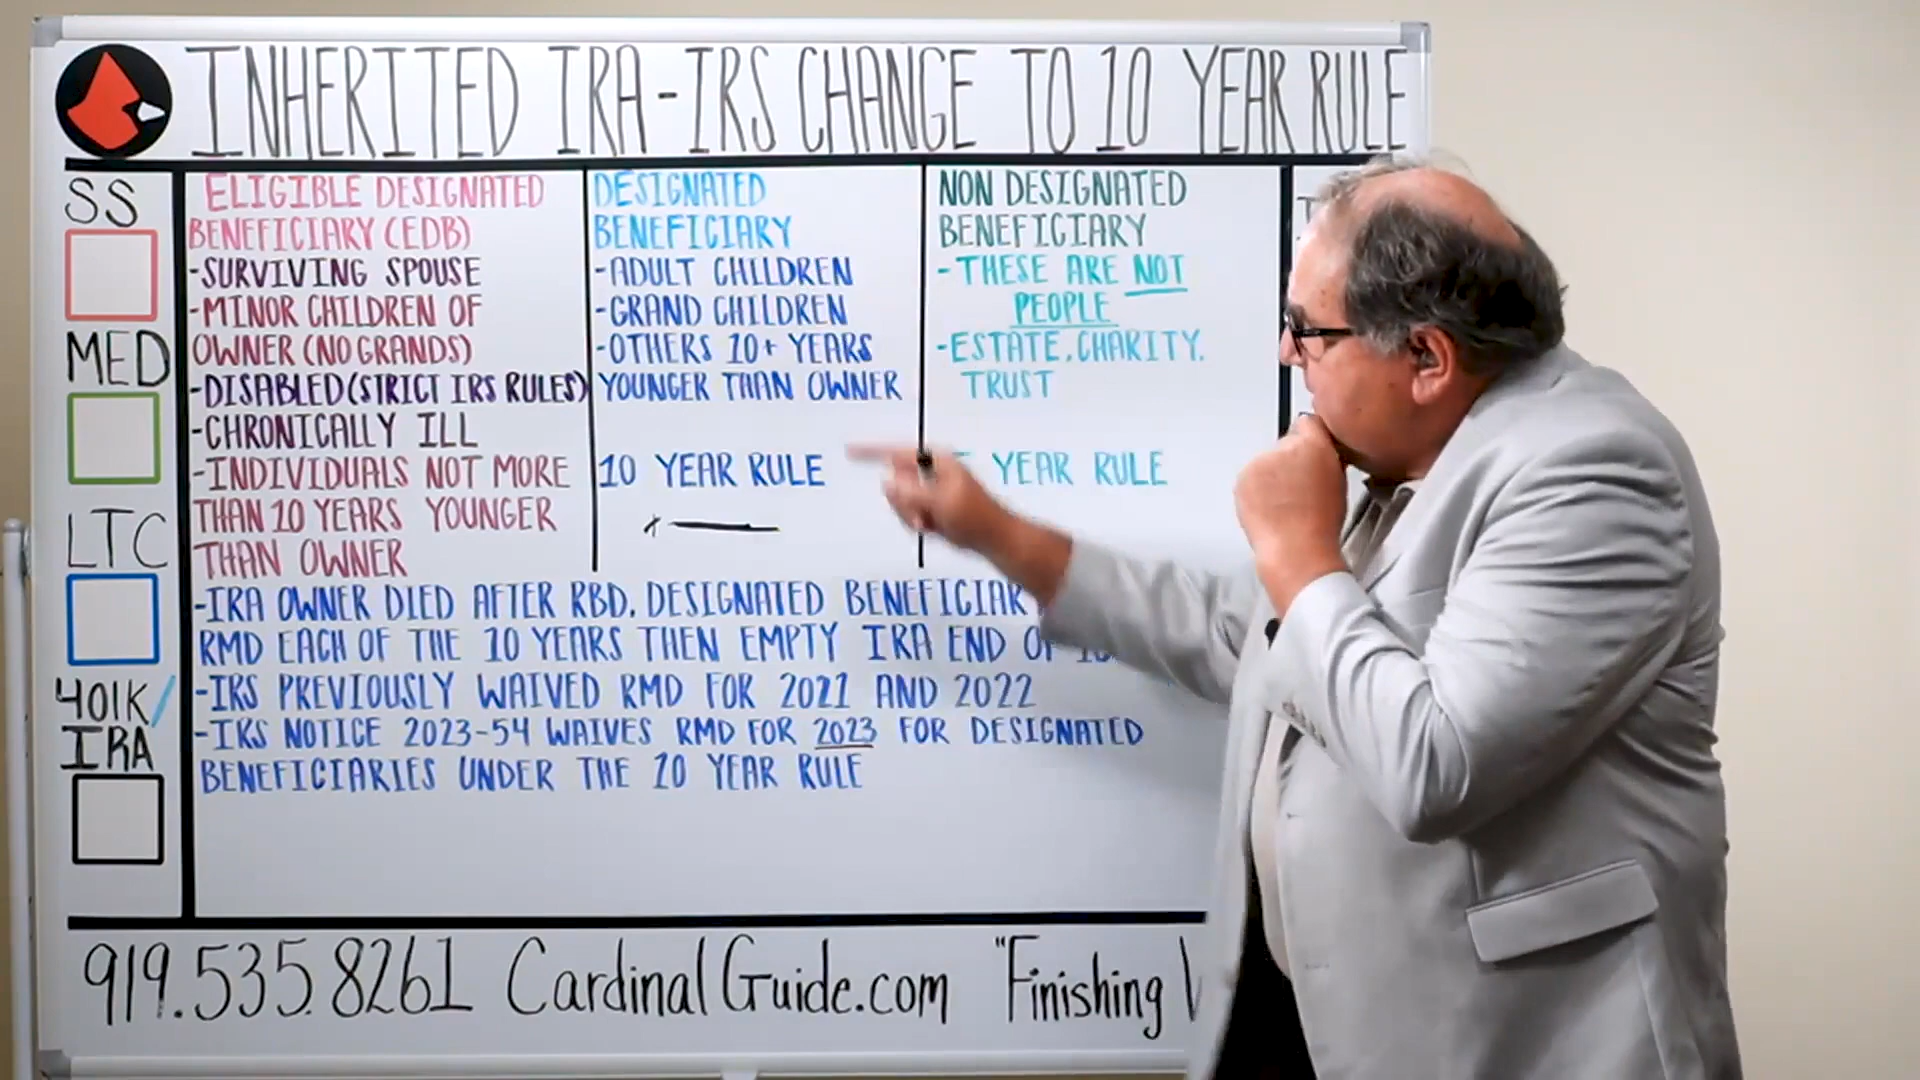 INHERITED IRA-IRS CHANGE TO 10 YEAR RULE
SS
MED
LTC
401K/
IRA
ELIGIBLE DESIGNATED
BENEFICIARY (EDB)
-SURVIVING SPOUSE
-MINOR CHILDREN OF
OWNER (NO GRANDS)
-DISABLED (STRICT IRS RULES)
-CHRONICALLY ILL
-INDIVIDUALS NOT MORE
THAN 10 YEARS YOUNGER
THAN OWNER
DESIGNATED
BENEFICIARY
-ADULT CHILDREN
-GRAND CHILDREN
-OTHERS 10+ YEARS
YOUNGER THAN OWNER
10 YEAR RULE
NON DESIGNATED
BENEFICIARY
-THESE ARE NOT
PEOPLE
-ESTATE, CHARITY,
TRUST
YEAR RULE
-IRA OWNER DIED AFTER RBD, DESIGNATED BENEFICIAR
RMD EACH OF THE 10 YEARS THEN EMPTY IRA END OF
-IRS PREVIOUSLY WAIVED RMD FOR 2021 AND 2022
-IRS NOTICE 2023-54 WAIVES RMD FOR 2023 FOR DESIGNATED
BENEFICIARIES UNDER THE 10 YEAR RULE
919.535.8261 CardinalGuide.com "Finishing